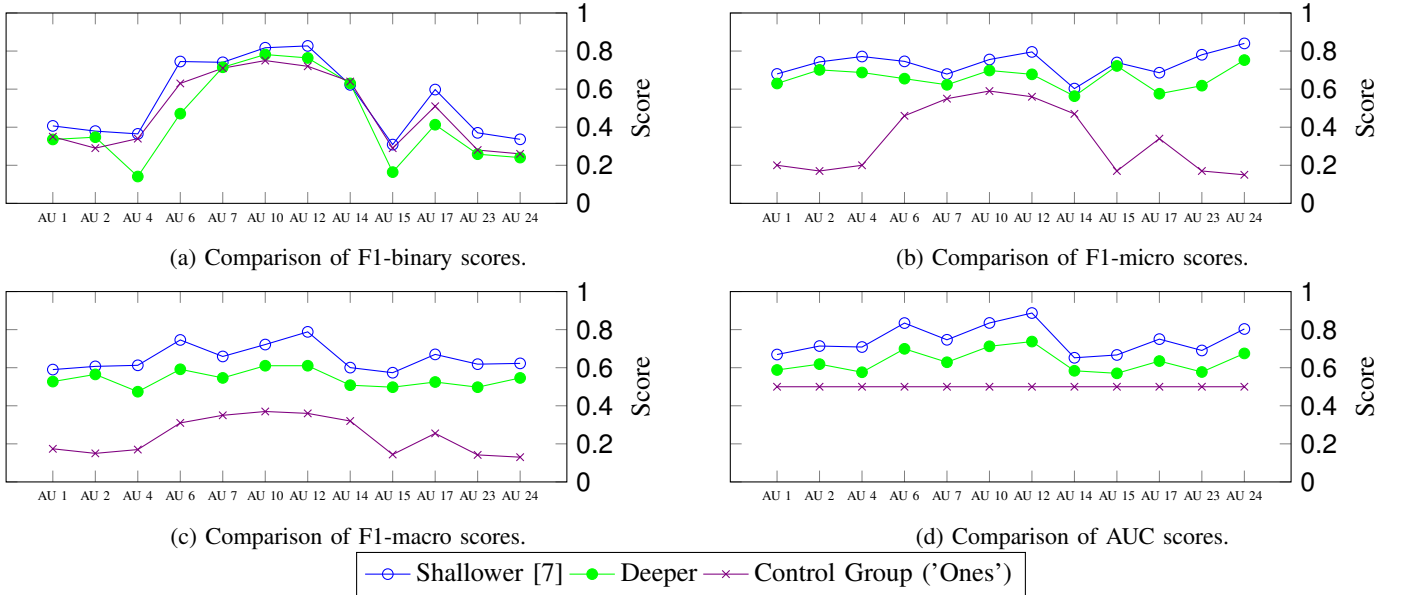 1
0.8
0.6
0.4
0.2
0
Score
AU 1 AU 2 AU 4 AU 6 AU 7 AU 10 AU 12 AU 14 AU 15 AU 17 AU 23 AU 24
(a) Comparison of F1-binary scores.
1
0.8
0.6
0.4
0.2
0
Score
AU 1 AU 2 AU 4 AU 6 AU 7 AU 10 AU 12 AU 14 AU 15 AU 17 AU 23 AU 24
(b) Comparison of F1-micro scores.
1
0.8
0.6
0.4
0.2
0
Score
AU 1 AU 2 AU 4 AU 6 AU 7 AU 10 AU 12 AU 14 AU 15 AU 17 AU 23 AU 24
(c) Comparison of F1-macro scores.
1
0.8
0.6
0.4
0.2
0
Score
AU 1 AU 2 AU 4 AU 6 AU 7 AU 10 AU 12 AU 14 AU 15 AU 17 AU 23 AU 24
(d) Comparison of AUC scores.
Shallower [7] Deeper Control Group ('Ones')